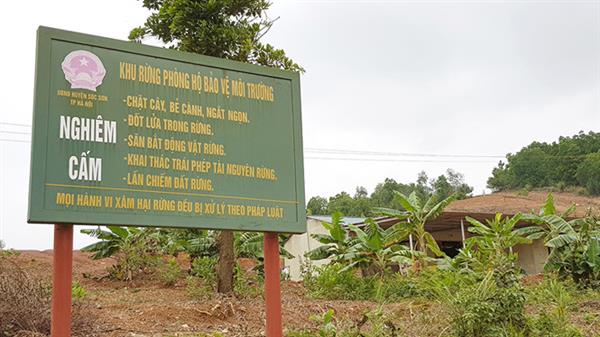 KHU RỪNG PHÒNG HỘ BẢO VỆ MÔI TRƯỜNG
UBND HUYỆN SÓC SƠN
TP HÀ NỘI
NGHIÊM
CẤM
-CHẶT CÂY, BẺ CÀNH, NGẮT NGỌN.
-ĐỐT LỬA TRONG RỪNG.
-SĂN BẮT ĐỘNG VẬT RỪNG.
-KHAI THÁC TRÁI PHÉP TÀI NGUYÊN RỪNG.
-LẤN CHIẾM ĐẤT RỪNG.
MỌI HÀNH VI XÂM HẠI RỪNG ĐỀU BỊ XỬ LÝ THEO PHÁP LUẬT